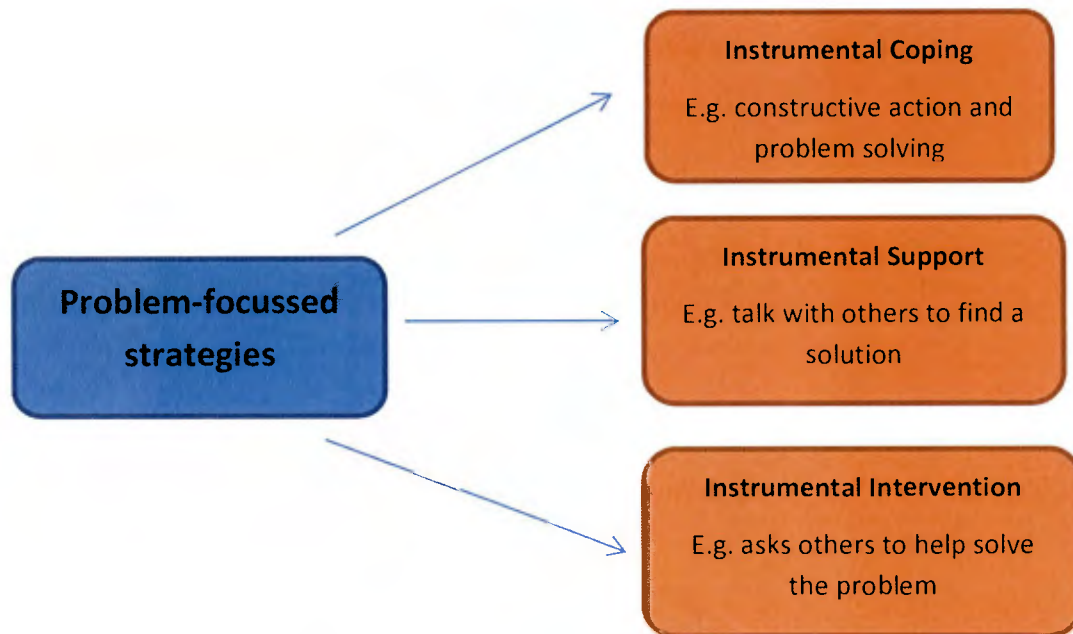 Problem-focussed
strategies
Instrumental Coping
E.g. constructive action and
problem solving
Instrumental Support
E.g. talk with others to find a
solution
Instrumental Intervention
E.g. asks others to help solve
the problem